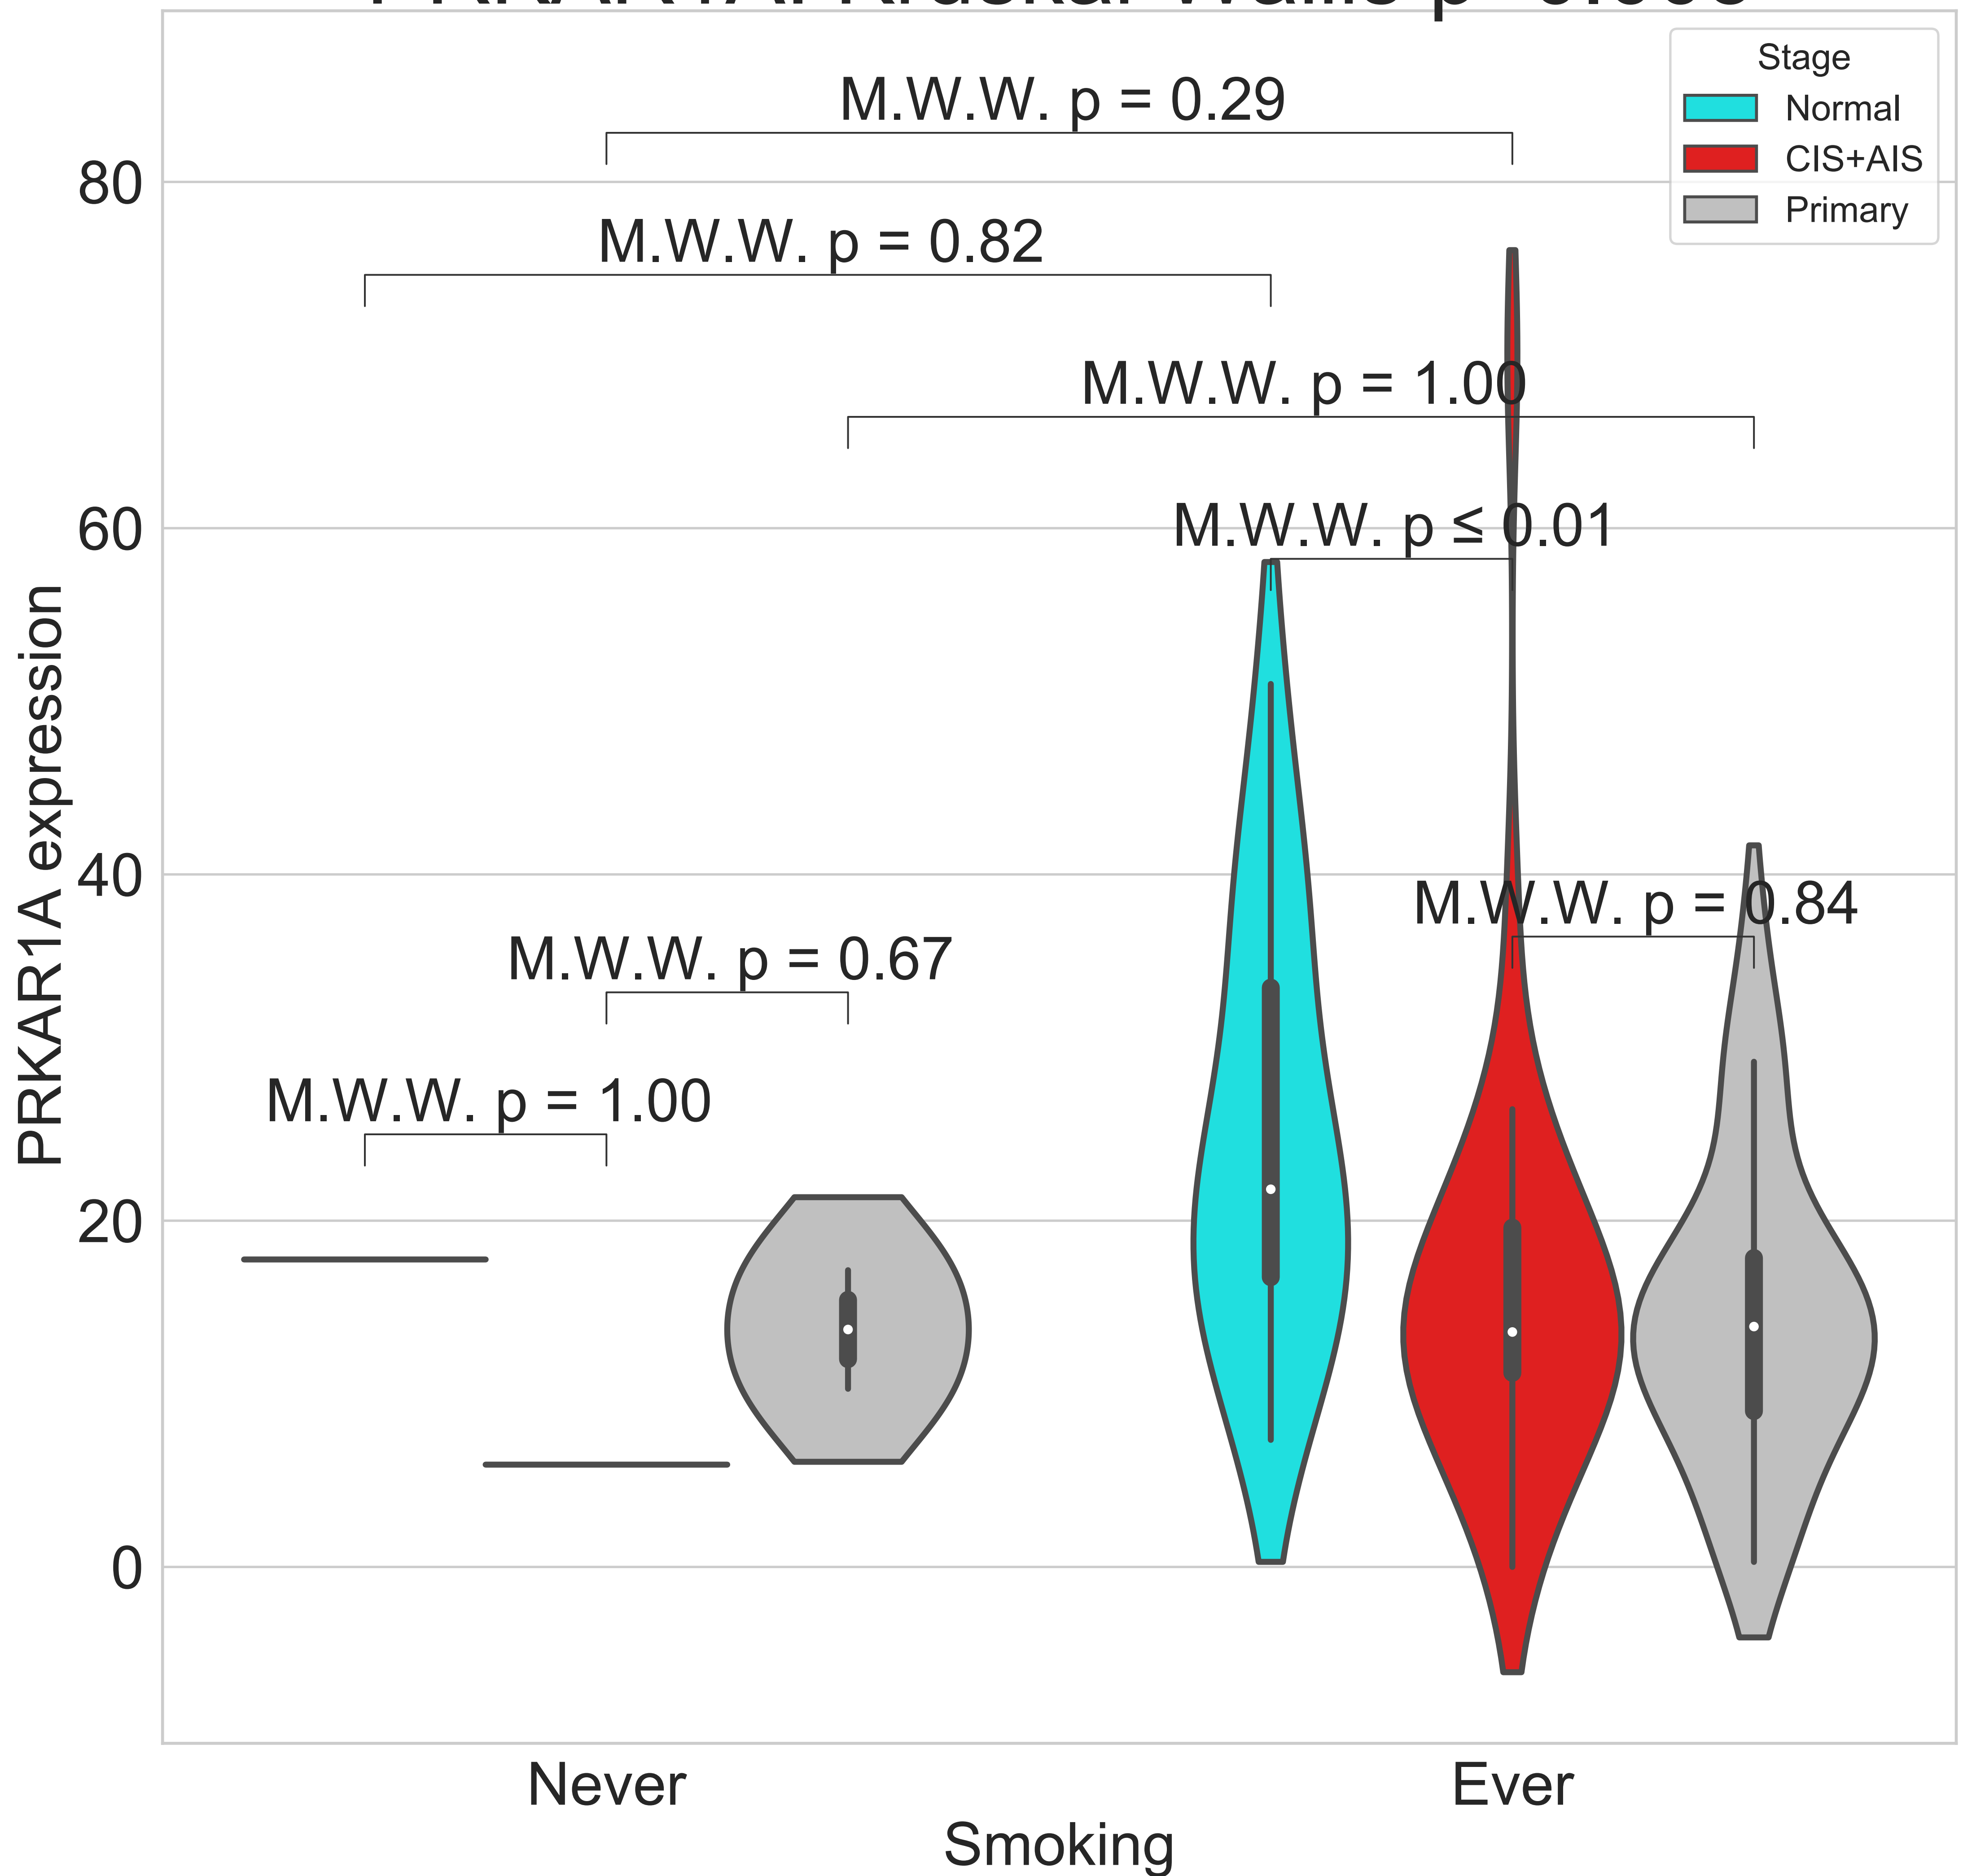 Stage
Normal
CIS+AIS
Primary
M.W.W. p = 0.29
M.W.W. p = 0.82
M.W.W. p = 1.00
M.W.W. p ≤ 0.01
M.W.W. p = 0.84
M.W.W. p = 0.67
M.W.W. p = 1.00
80
60
40
20
0
PRKAR1A expression
Never
Ever
Smoking